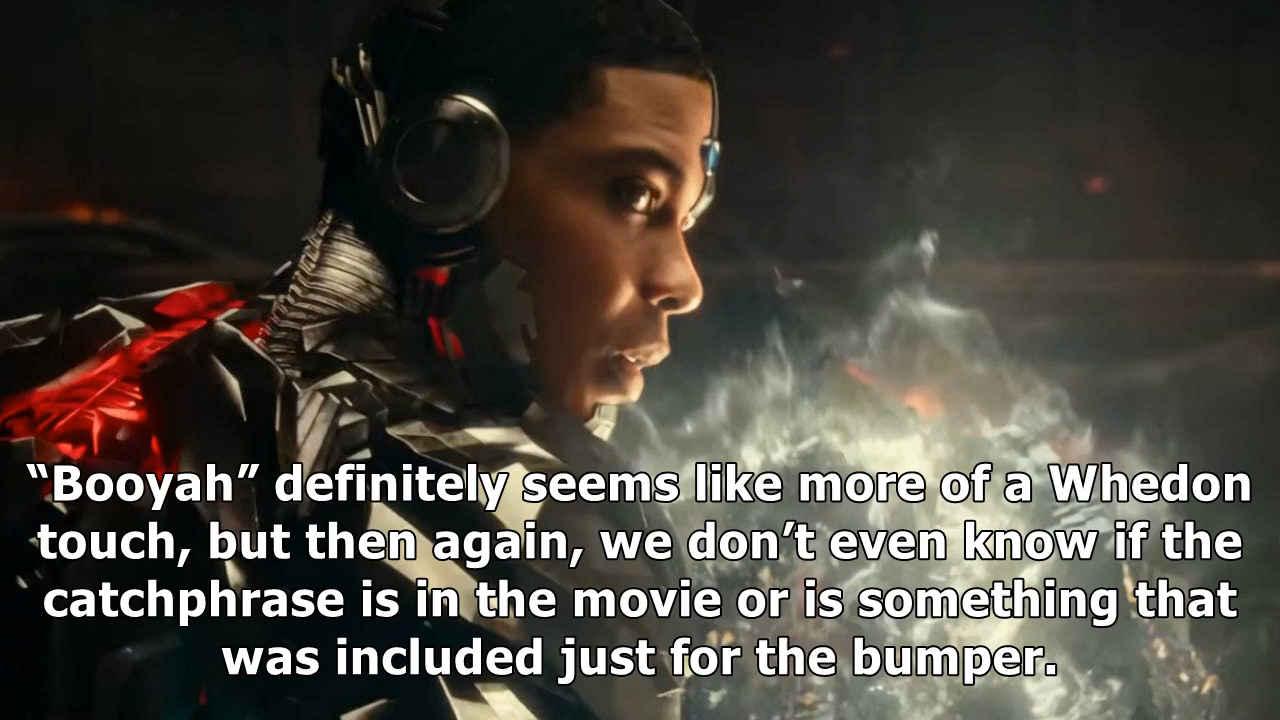 “Booyah” definitely seems like more of a Whedon
touch, but then again, we don’t even know if the
catchphrase is in the movie or is something that
was included just for the bumper.